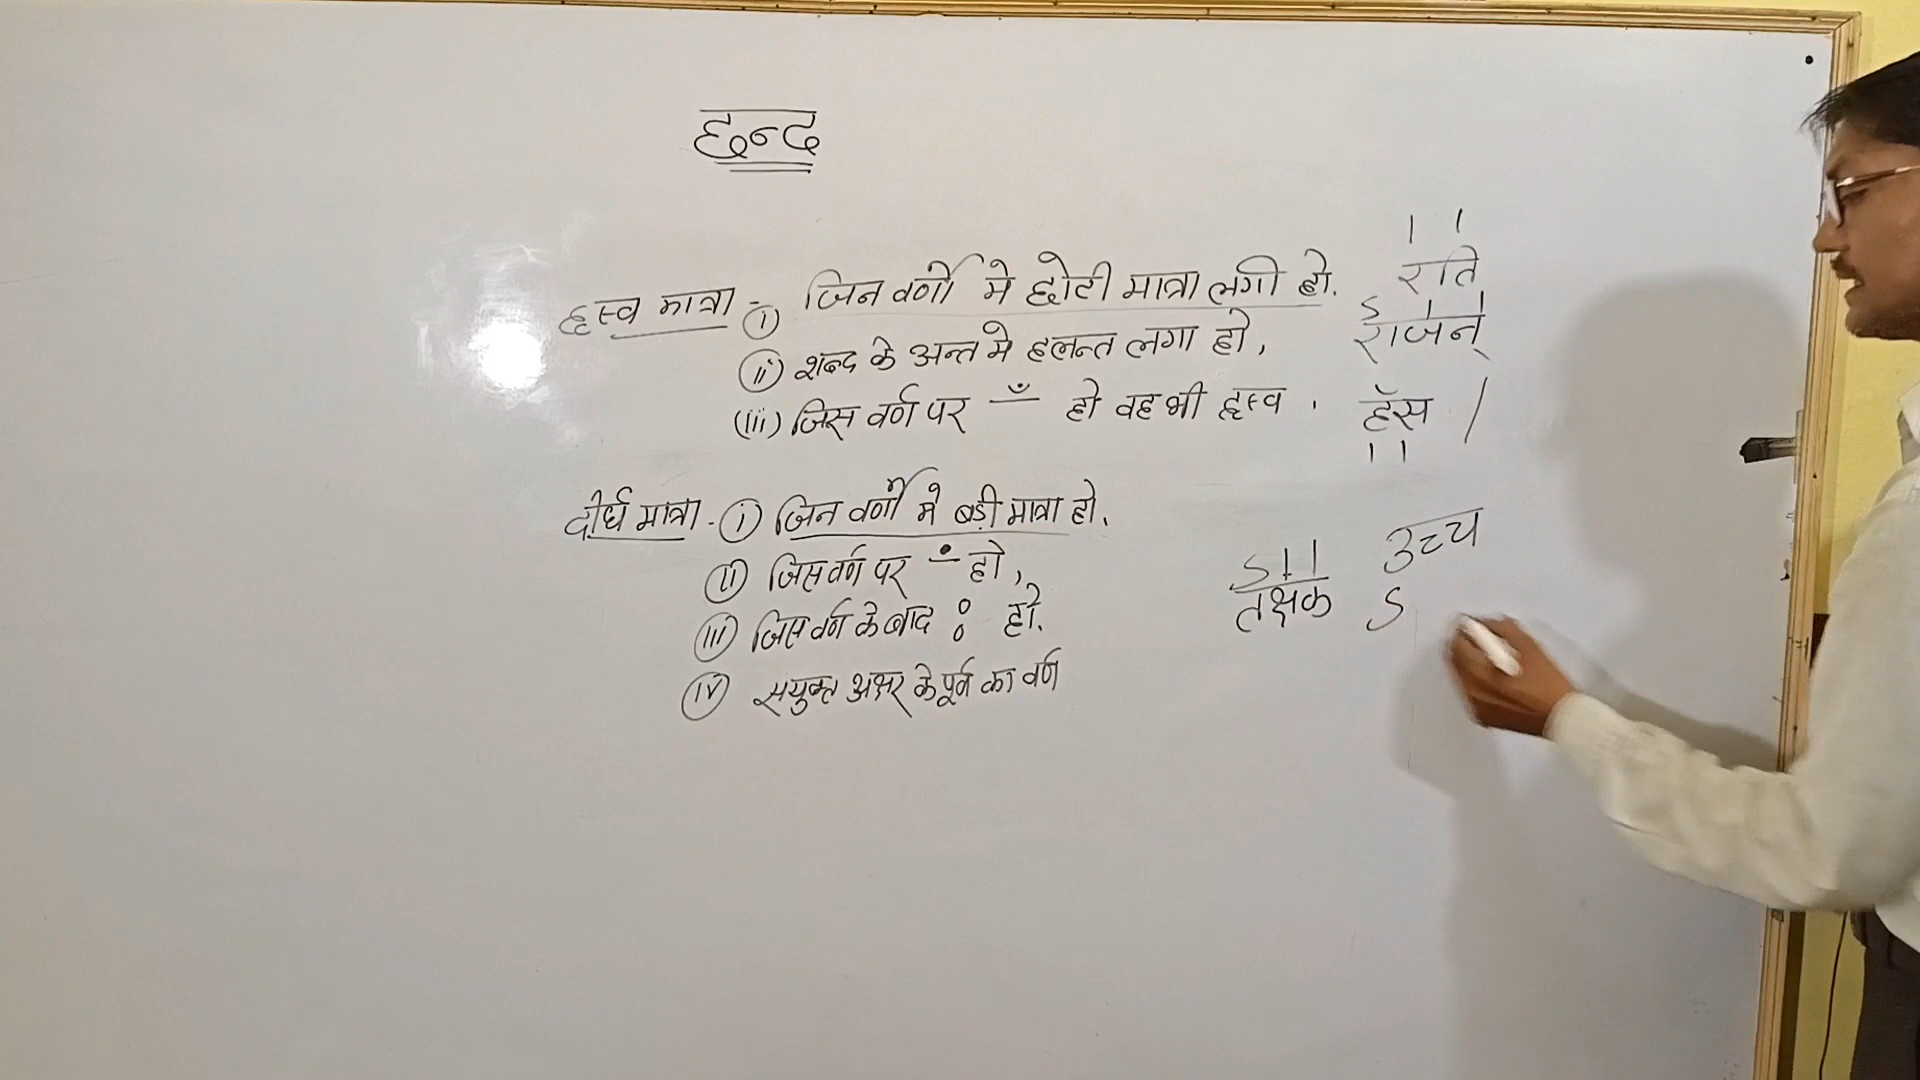 छन्द
ह्रस्व मात्रा - (i) जिन वर्णो मे छोटी मात्रा लगी हो.
(ii) शब्द के अन्त मे हलन्त लगा हो,
(iii) जिस वर्ण पर ँ हो वह भी ह्रस्व .
। ।
रति
S । ।
राजन्
हँस /
। ।
दीर्घ मात्रा - (i) जिन वर्णो मे बड़ी मात्रा हो.
(ii) जिस वर्ण पर ं हो,
(iii) जिस वर्ण के बाद ः हो.
(iv) सयुक्त अक्षर के पूर्व का वर्ण
S । ।
तक्षक
उच्च
S